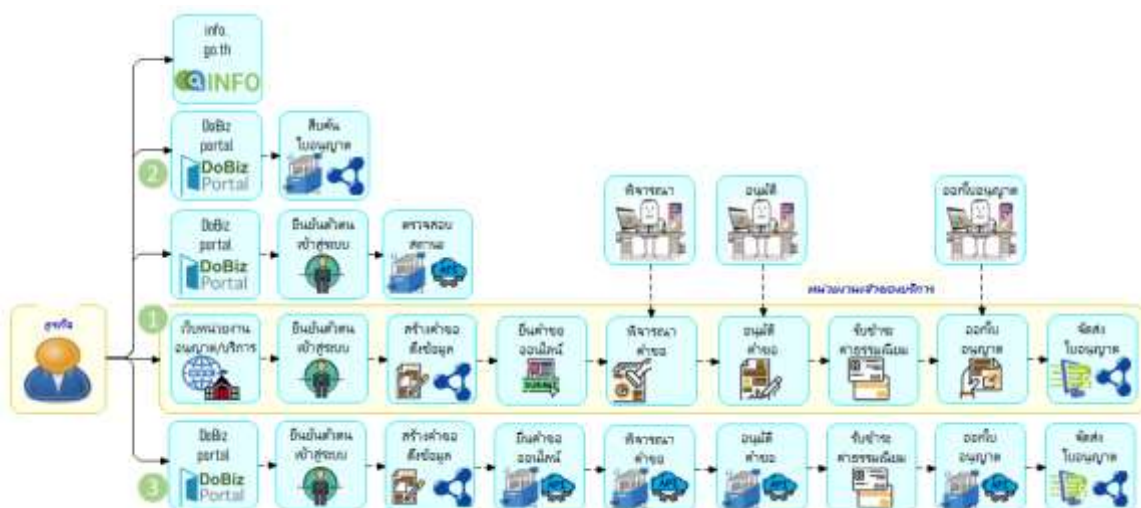 info.
go.th
INFO
DoBiz
portal
DoBiz
Portal
สืบค้น
ใบอนุญาต
2
พิจารณา
อนุมัติ
ออกใบอนุญาต
DoBiz
portal
DoBiz
Portal
ยืนยันตัวตน
เข้าสู่ระบบ
ตรวจสอบ
สถานะ
API
หน่วยงานเจ้าของบริการ
ธุรกิจ
1
เว็บหน่วยงาน
อนุญาต/บริการ
ยืนยันตัวตน
เข้าสู่ระบบ
สร้างคำขอ
ดึงข้อมูล
ยื่นคำขอ
ออนไลน์
SUBMIT
พิจารณา
คำขอ
อนุมัติ
คำขอ
รับชำระ
ค่าธรรมเนียม
ออกใบ
อนุญาต
จัดส่ง
ใบอนุญาต
3
DoBiz
portal
DoBiz
Portal
ยืนยันตัวตน
เข้าสู่ระบบ
สร้างคำขอ
ดึงข้อมูล
ยื่นคำขอ
ออนไลน์
API
พิจารณา
คำขอ
API
อนุมัติ
คำขอ
API
รับชำระ
ค่าธรรมเนียม
ออกใบ
อนุญาต
API
จัดส่ง
ใบอนุญาต